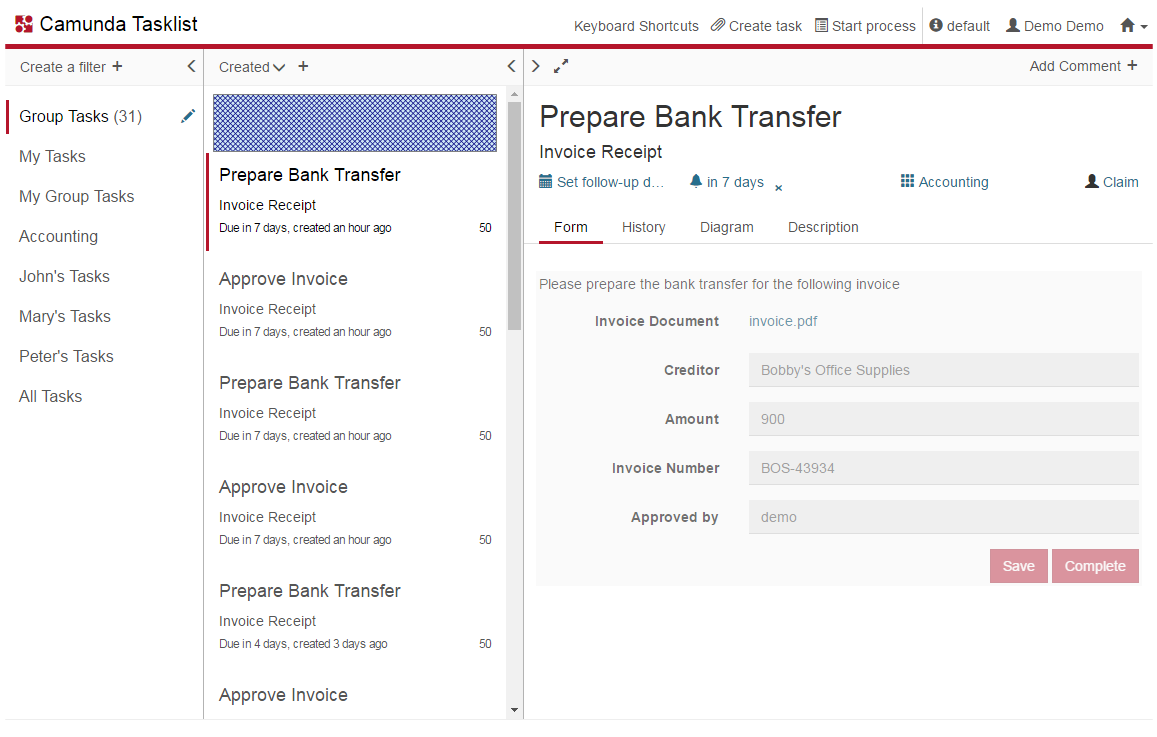 Camunda Tasklist
Keyboard Shortcuts Create task Start process default Demo Demo
Create a filter +
Group Tasks (31)
My Tasks
My Group Tasks
Accounting
John's Tasks
Mary's Tasks
Peter's Tasks
All Tasks
Created +
Prepare Bank Transfer
Invoice Receipt
Due in 7 days, created an hour ago 50
Approve Invoice
Invoice Receipt
Due in 7 days, created an hour ago 50
Prepare Bank Transfer
Invoice Receipt
Due in 7 days, created an hour ago 50
Approve Invoice
Invoice Receipt
Due in 7 days, created an hour ago 50
Prepare Bank Transfer
Invoice Receipt
Due in 4 days, created 3 days ago 50
Approve Invoice
Add Comment +
Prepare Bank Transfer
Invoice Receipt
Set follow-up d... in 7 days × Accounting Claim
Form History Diagram Description
Please prepare the bank transfer for the following invoice
Invoice Document invoice.pdf
Creditor Bobby's Office Supplies
Amount 900
Invoice Number BOS-43934
Approved by demo
Save Complete